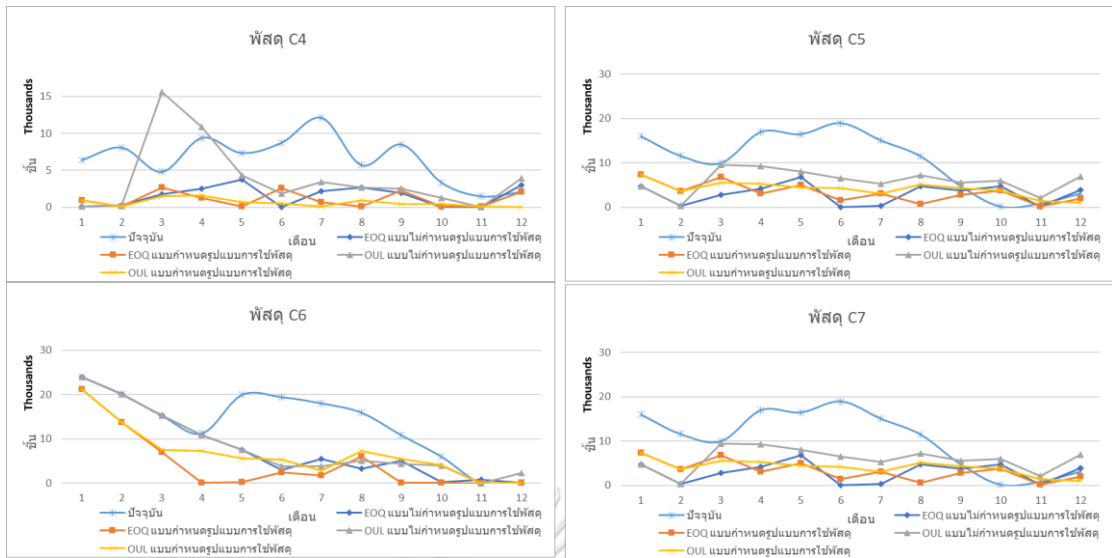 พัสดุ C4
Thousands
ชิ้น
15
10
5
0
1 2 3 4 5 6 7 8 9 10 11 12
เดือน
ปัจจุบัน
EOQ แบบไม่กำหนดรูปแบบการใช้พัสดุ
EOQ แบบกำหนดรูปแบบการใช้พัสดุ
OUL แบบไม่กำหนดรูปแบบการใช้พัสดุ
OUL แบบกำหนดรูปแบบการใช้พัสดุ
พัสดุ C5
Thousands
ชิ้น
30
20
10
0
1 2 3 4 5 6 7 8 9 10 11 12
เดือน
ปัจจุบัน
EOQ แบบไม่กำหนดรูปแบบการใช้พัสดุ
EOQ แบบกำหนดรูปแบบการใช้พัสดุ
OUL แบบไม่กำหนดรูปแบบการใช้พัสดุ
OUL แบบกำหนดรูปแบบการใช้พัสดุ
พัสดุ C6
Thousands
ชิ้น
30
20
10
0
1 2 3 4 5 6 7 8 9 10 11 12
เดือน
ปัจจุบัน
EOQ แบบไม่กำหนดรูปแบบการใช้พัสดุ
EOQ แบบกำหนดรูปแบบการใช้พัสดุ
OUL แบบไม่กำหนดรูปแบบการใช้พัสดุ
OUL แบบกำหนดรูปแบบการใช้พัสดุ
พัสดุ C7
Thousands
ชิ้น
30
20
10
0
1 2 3 4 5 6 7 8 9 10 11 12
เดือน
ปัจจุบัน
EOQ แบบไม่กำหนดรูปแบบการใช้พัสดุ
EOQ แบบกำหนดรูปแบบการใช้พัสดุ
OUL แบบไม่กำหนดรูปแบบการใช้พัสดุ
OUL แบบกำหนดรูปแบบการใช้พัสดุ